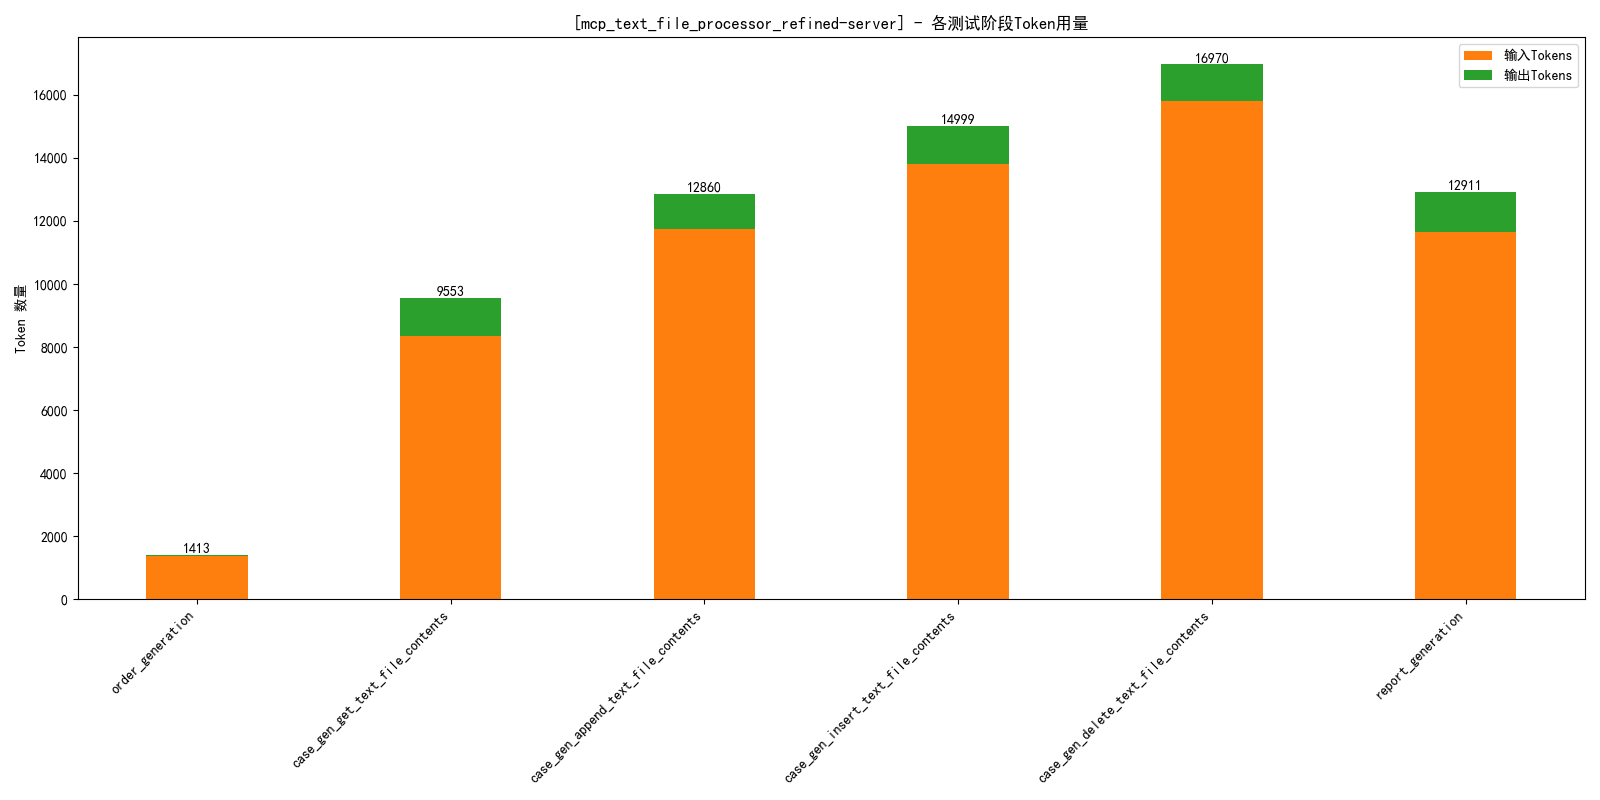 [mcp_text_file_processor_refined-server] - 各测试阶段Token用量
输入Tokens
输出Tokens
Token 数量
16000
14000
12000
10000
8000
6000
4000
2000
0
1413
9553
12860
14999
16970
12911
order_generation
case_gen_get_text_file_contents
case_gen_append_text_file_contents
case_gen_insert_text_file_contents
case_gen_delete_text_file_contents
report_generation